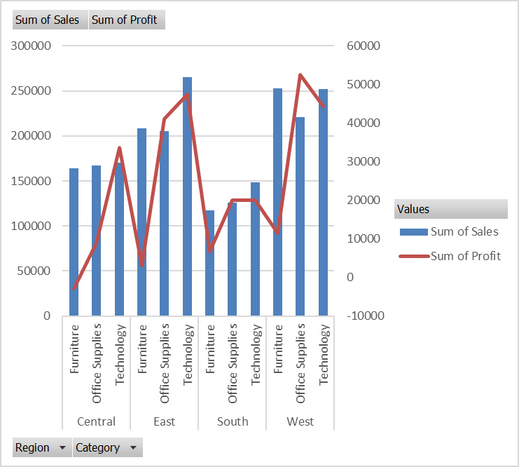 Sum of Sales Sum of Profit
300000
250000
200000
150000
100000
50000
0
60000
50000
40000
30000
20000
10000
0
-10000
Values
Sum of Sales
Sum of Profit
Furniture
Office Supplies
Technology
Furniture
Office Supplies
Technology
Furniture
Office Supplies
Technology
Furniture
Office Supplies
Technology
Central East South West
Region Category